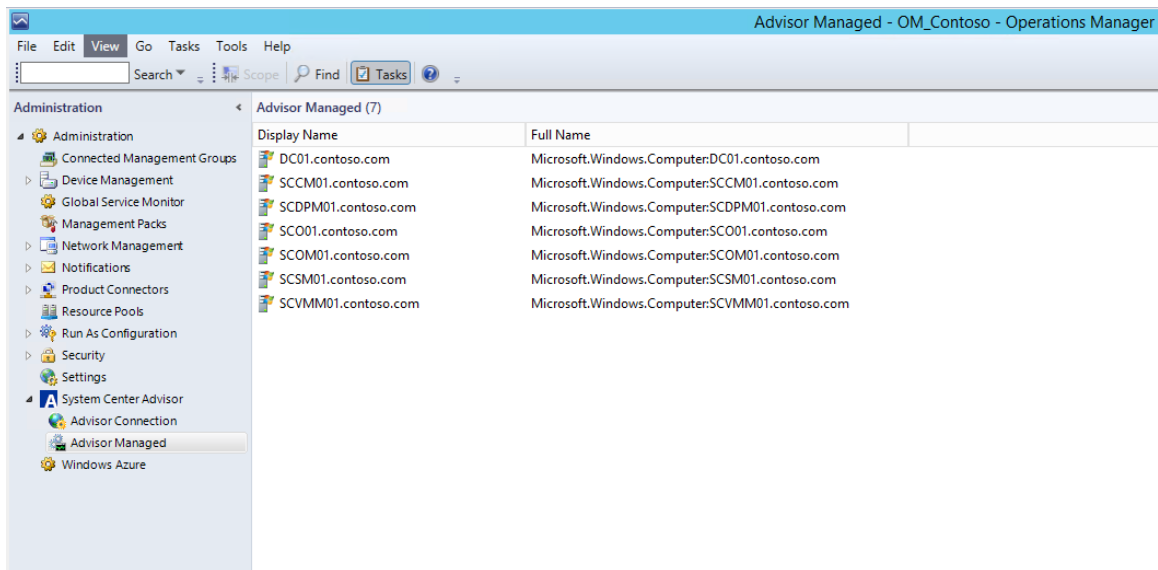 Advisor Managed - OM_Contoso - Operations Manager
File Edit View Go Tasks Tools Help
Search Scope Find Tasks
Administration
Administration
Connected Management Groups
Device Management
Global Service Monitor
Management Packs
Network Management
Notifications
Product Connectors
Resource Pools
Run As Configuration
Security
Settings
System Center Advisor
Advisor Connection
Advisor Managed
Windows Azure
Advisor Managed (7)
Display Name Full Name
DC01.contoso.com Microsoft.Windows.Computer:DC01.contoso.com
SCCM01.contoso.com Microsoft.Windows.Computer:SCCM01.contoso.com
SCDPM01.contoso.com Microsoft.Windows.Computer:SCDPM01.contoso.com
SCO01.contoso.com Microsoft.Windows.Computer:SCO01.contoso.com
SCOM01.contoso.com Microsoft.Windows.Computer:SCOM01.contoso.com
SCSM01.contoso.com Microsoft.Windows.Computer:SCSM01.contoso.com
SCVMM01.contoso.com Microsoft.Windows.Computer:SCVMM01.contoso.com